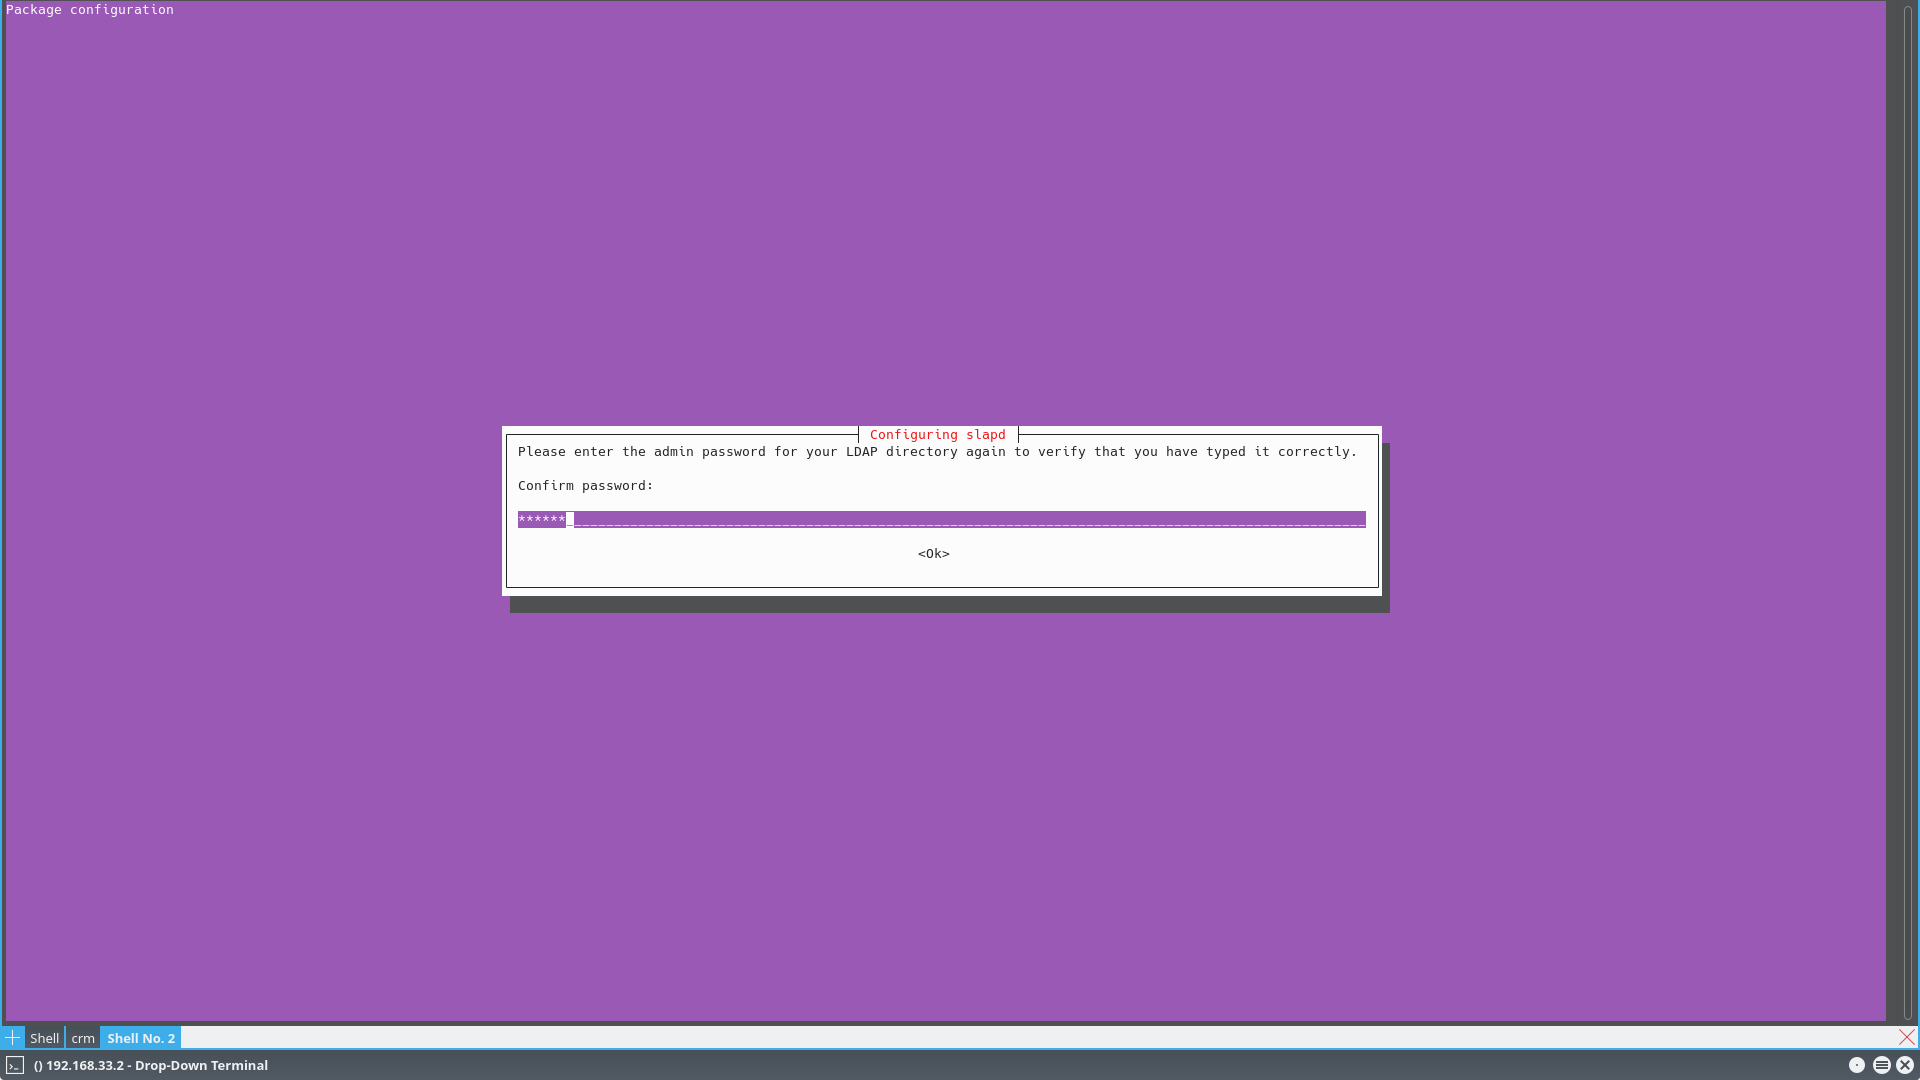 Package configuration
Configuring slapd
Please enter the admin password for your LDAP directory again to verify that you have typed it correctly.
Confirm password:
******
<Ok>
Shell crm Shell No. 2
() 192.168.33.2 - Drop-Down Terminal